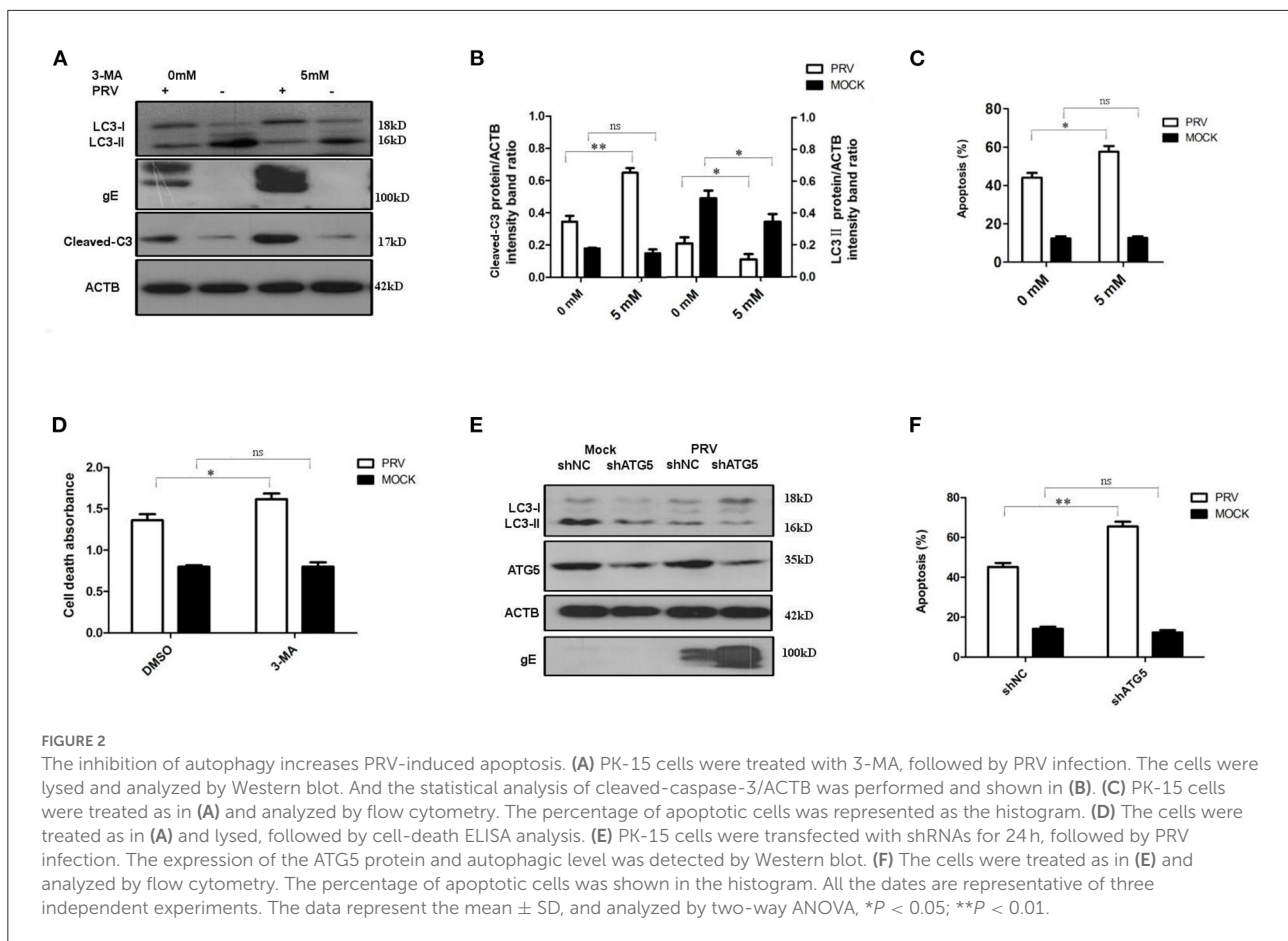 A
3-MA 0mM 5mM
PRV + - + -
LC3-I 18kD
LC3-II 16kD
gE 100kD
Cleaved-C3 17kD
ACTB 42kD
B
PRV
MOCK
Cleaved-C3 protein/ACTB
intensity band ratio
1.0
0.8
0.6
0.4
0.2
0.0
ns
**
*
*
1.0
0.8
0.6
0.4
0.2
0.0
LC3II protein/ACTB
intensity band ratio
0 mM 5 mM 0 mM 5 mM
C
PRV
MOCK
Apoptosis (%)
80
60
40
20
0
ns
*
0 mM 5 mM
D
PRV
MOCK
Cell death absorbance
2.0
1.5
1.0
0.5
0.0
ns
*
DMSO 3-MA
E
Mock PRV
shNC shATG5 shNC shATG5
LC3-I 18kD
LC3-II 16kD
ATG5 35kD
ACTB 42kD
gE 100kD
F
PRV
MOCK
Apoptosis (%)
80
60
40
20
0
ns
**
shNC shATG5
FIGURE 2
The inhibition of autophagy increases PRV-induced apoptosis. (A) PK-15 cells were treated with 3-MA, followed by PRV infection. The cells were
lysed and analyzed by Western blot. And the statistical analysis of cleaved-caspase-3/ACTB was performed and shown in (B). (C) PK-15 cells
were treated as in (A) and analyzed by flow cytometry. The percentage of apoptotic cells was represented as the histogram. (D) The cells were
treated as in (A) and lysed, followed by cell-death ELISA analysis. (E) PK-15 cells were transfected with shRNAs for 24 h, followed by PRV
infection. The expression of the ATG5 protein and autophagic level was detected by Western blot. (F) The cells were treated as in (E) and
analyzed by flow cytometry. The percentage of apoptotic cells was shown in the histogram. All the dates are representative of three
independent experiments. The data represent the mean ± SD, and analyzed by two-way ANOVA, *P < 0.05; **P < 0.01.